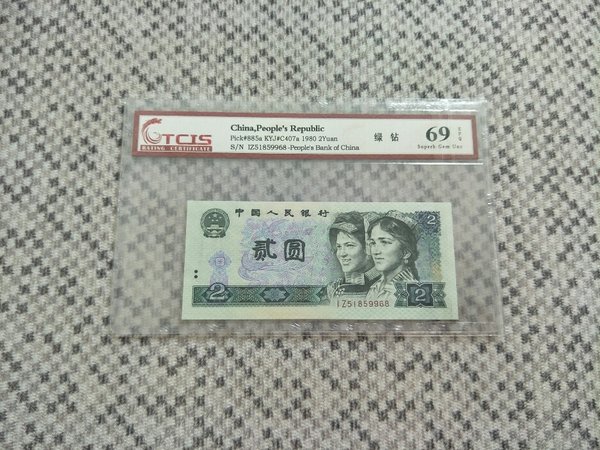 TCIS
RATING CERTIFICATE
China,People's Republic
Pick#885a KYJ#C407a 1980 2Yuan
S/N IZ51859968-People's Bank of China
绿 钻
69
Superb Gem Unc
中国人民银行
2
贰圆
2
IZ51859968
2